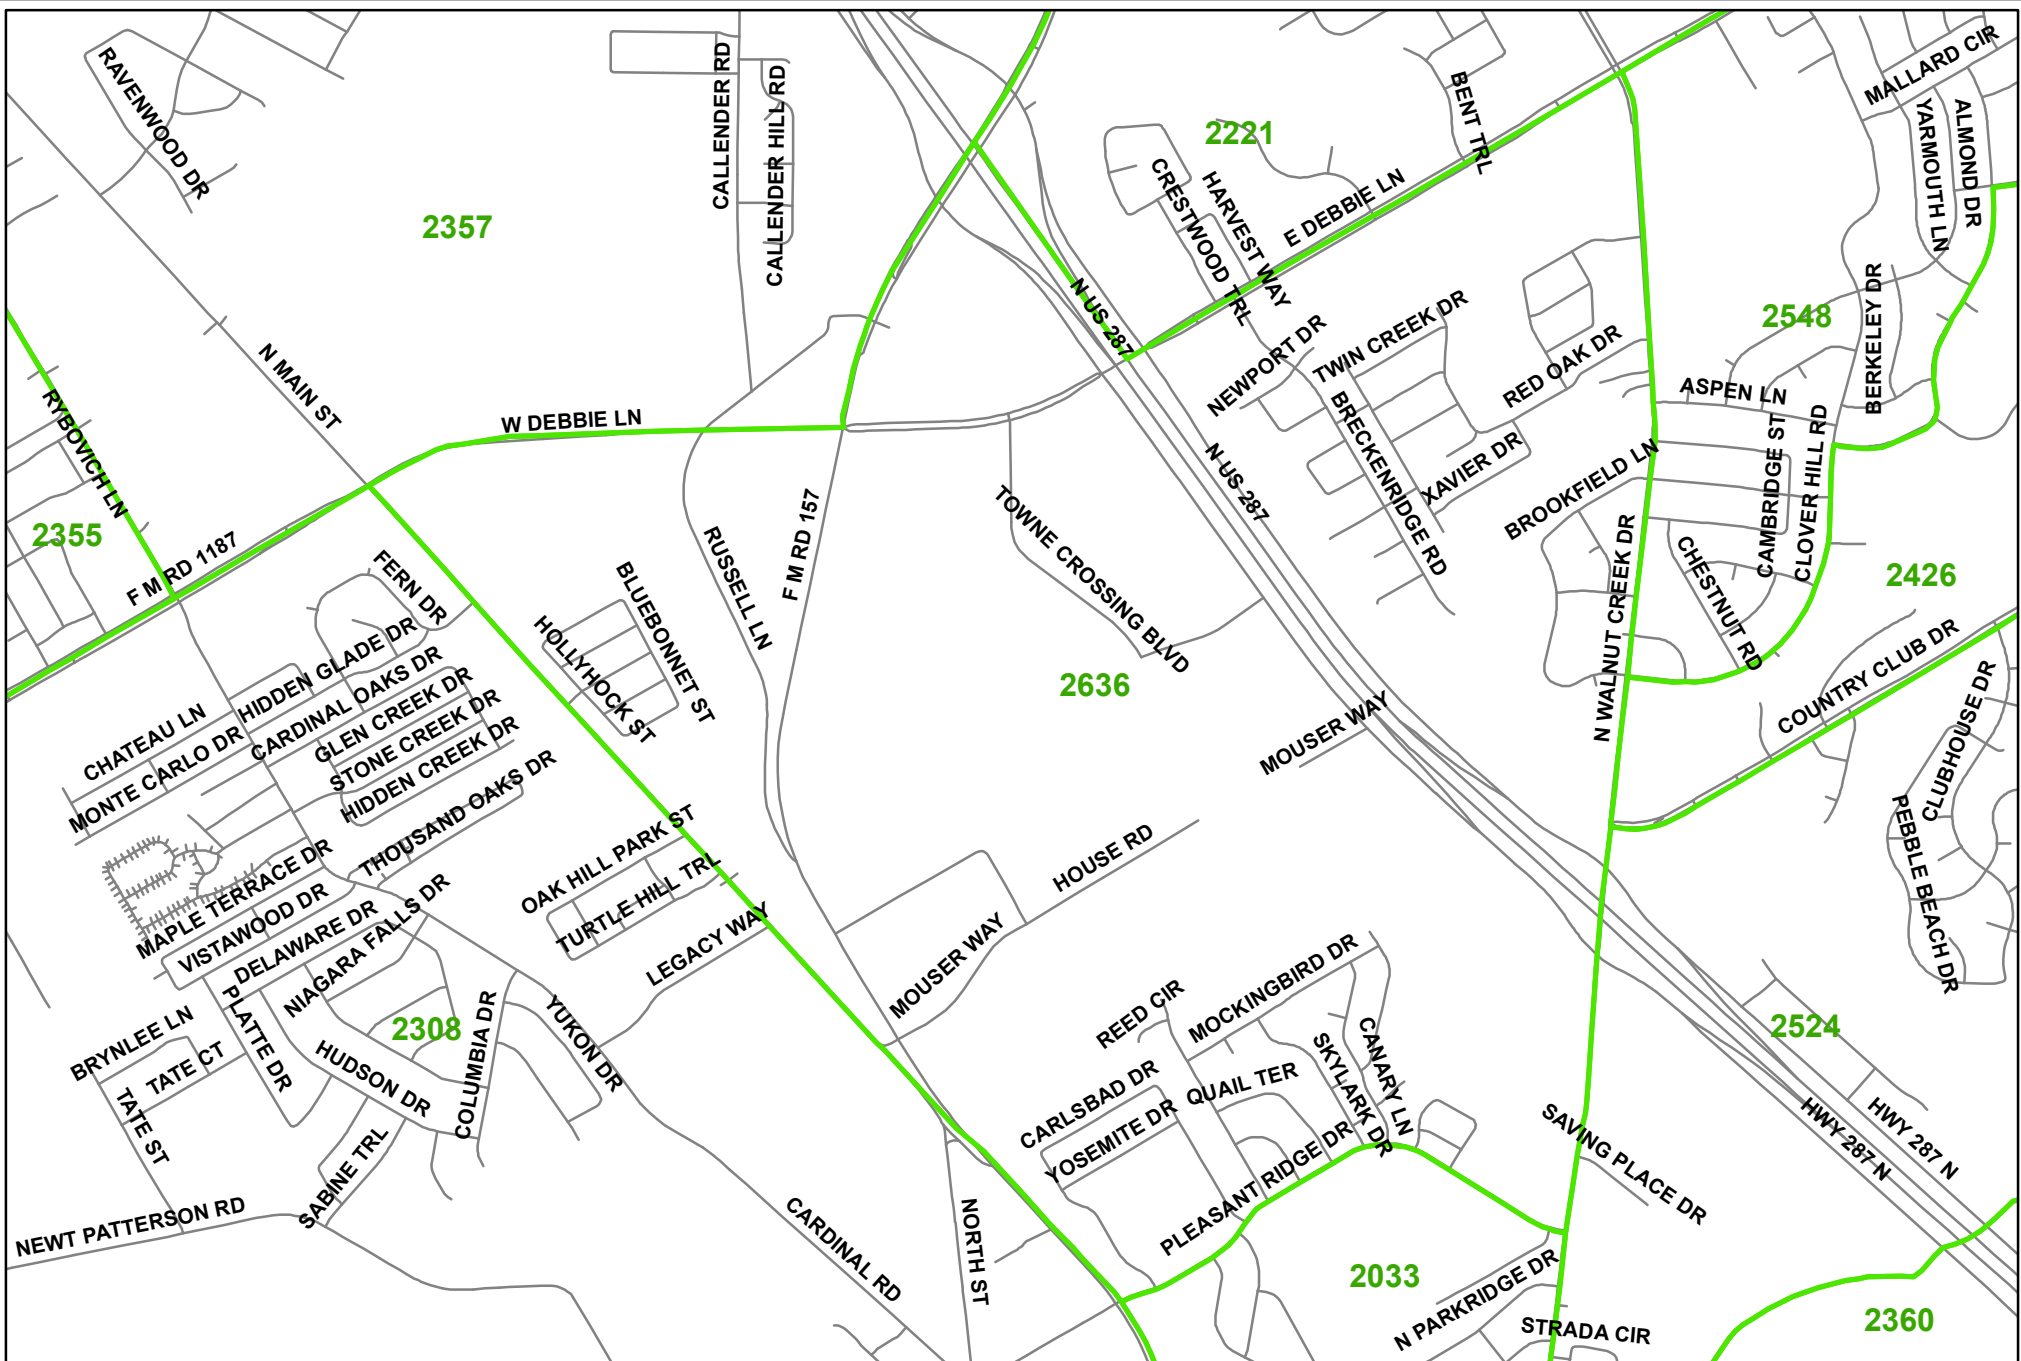 RAVENWOOD DR
CALLENDER RD
CALLENDER HILL RD
2221
BENT TRL
MALLARD CIR
YARMOUTH LN
ALMOND DR
2357
CRESTWOOD TRL
HARVEST WAY
E DEBBIE LN
N US 287
2548
BERKELEY DR
N MAIN ST
NEWPORT DR
TWIN CREEK DR
RED OAK DR
ASPEN LN
RYBOVICH LN
W DEBBIE LN
BRECKENRIDGE RD
XAVIER DR
CAMBRIDGE ST
CLOVER HILL RD
N US 287
BROOKFIELD LN
2355
F M RD 1187
F M RD 157
TOWNE CROSSING BLVD
RUSSELL LN
FERN DR
BLUEBONNET ST
HOLLYHOCK ST
N WALNUT CREEK DR
CHESTNUT RD
2426
HIDDEN GLADE DR
CARDINAL OAKS DR
GLEN CREEK DR
STONE CREEK DR
HIDDEN CREEK DR
CHATEAU LN
MONTE CARLO DR
2636
MOUSER WAY
COUNTRY CLUB DR
CLUBHOUSE DR
THOUSAND OAKS DR
OAK HILL PARK ST
TURTLE HILL TRL
HOUSE RD
PEBBLE BEACH DR
MAPLE TERRACE DR
VISTAWOOD DR
DELAWARE DR
NIAGARA FALLS DR
LEGACY WAY
MOUSER WAY
MOCKINGBIRD DR
REED CIR
PLATTE DR
BRYNLEE LN
2308
COLUMBIA DR
YUKON DR
SKYLARK DR
CANARY LN
2524
TATE CT
TATE ST
HUDSON DR
CARLSBAD DR
QUAIL TER
YOSEMITE DR
HWY 287 N
HWY 287 N
SAVING PLACE DR
SABINE TRL
PLEASANT RIDGE DR
NEWT PATTERSON RD
CARDINAL RD
NORTH ST
2033
N PARKRIDGE DR
STRADA CIR
2360